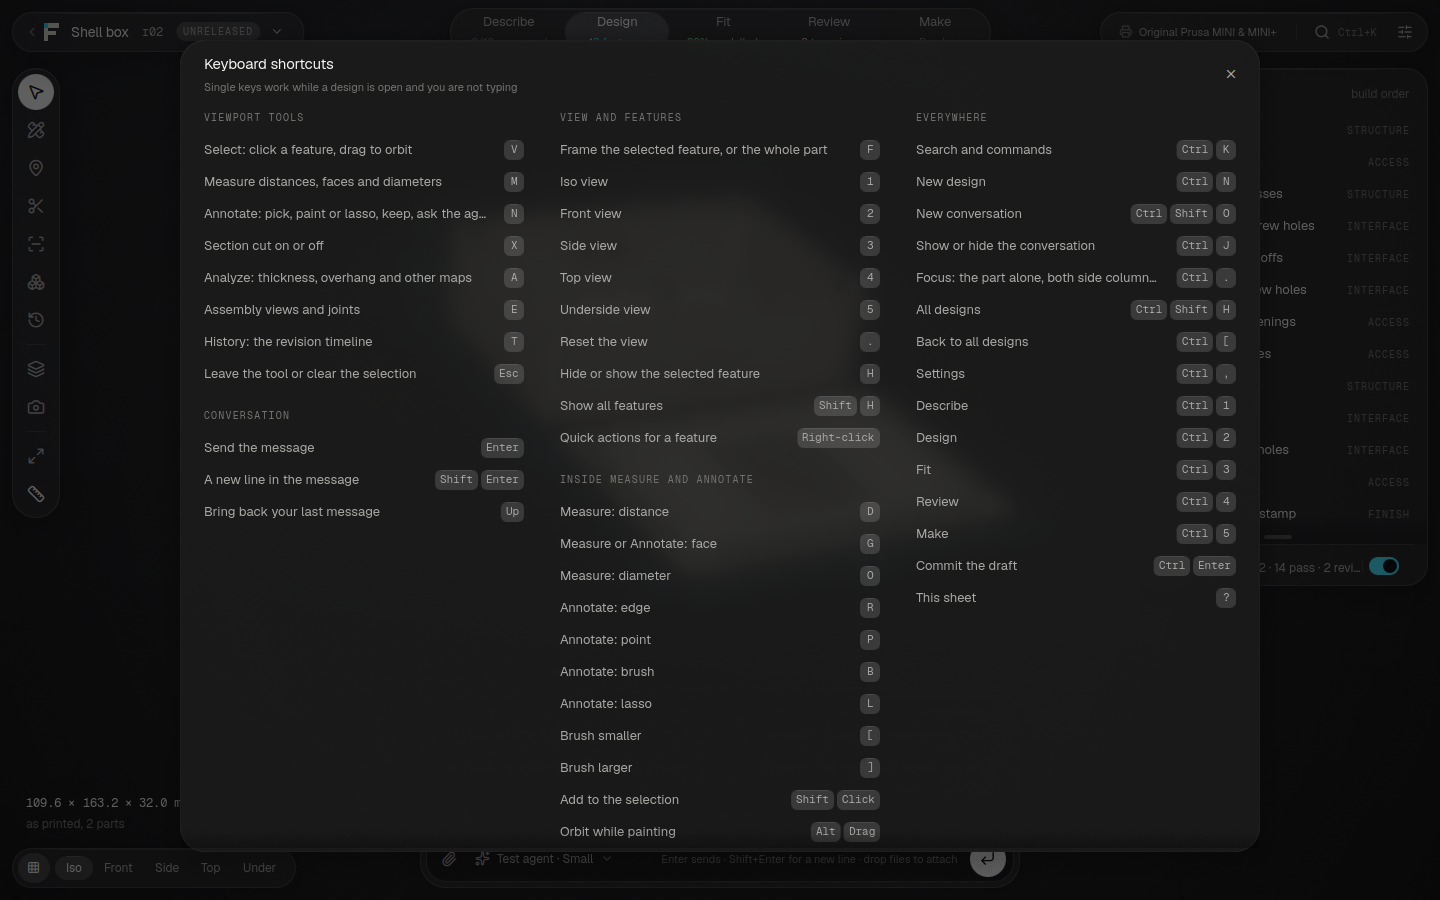 Shell box r02 UNRELEASED
Describe
Design
Fit
Review
Make
Original Prusa MINI & MINI+
Ctrl+K
Keyboard shortcuts
Single keys work while a design is open and you are not typing
VIEWPORT TOOLS
Select: click a feature, drag to orbit V
Measure distances, faces and diameters M
Annotate: pick, paint or lasso, keep, ask the ag… N
Section cut on or off X
Analyze: thickness, overhang and other maps A
Assembly views and joints E
History: the revision timeline T
Leave the tool or clear the selection Esc
CONVERSATION
Send the message Enter
A new line in the message Shift Enter
Bring back your last message Up
VIEW AND FEATURES
Frame the selected feature, or the whole part F
Iso view 1
Front view 2
Side view 3
Top view 4
Underside view 5
Reset the view .
Hide or show the selected feature H
Show all features Shift H
Quick actions for a feature Right-click
INSIDE MEASURE AND ANNOTATE
Measure: distance D
Measure or Annotate: face G
Measure: diameter O
Annotate: edge R
Annotate: point P
Annotate: brush B
Annotate: lasso L
Brush smaller [
Brush larger ]
Add to the selection Shift Click
Orbit while painting Alt Drag
EVERYWHERE
Search and commands Ctrl K
New design Ctrl N
New conversation Ctrl Shift O
Show or hide the conversation Ctrl J
Focus: the part alone, both side column… Ctrl .
All designs Ctrl Shift H
Back to all designs Ctrl [
Settings Ctrl ,
Describe Ctrl 1
Design Ctrl 2
Fit Ctrl 3
Review Ctrl 4
Make Ctrl 5
Commit the draft Ctrl Enter
This sheet ?
build order
STRUCTURE
ACCESS
STRUCTURE
holes INTERFACE
INTERFACE
holes INTERFACE
ACCESS
ACCESS
STRUCTURE
INTERFACE
holes INTERFACE
ACCESS
stamp FINISH
2 · 14 pass · 2 revi…
109.6 × 163.2 × 32.0
as printed, 2 parts
Iso
Front
Side
Top
Under
Test agent · Small
Enter sends · Shift+Enter for a new line · drop files to attach